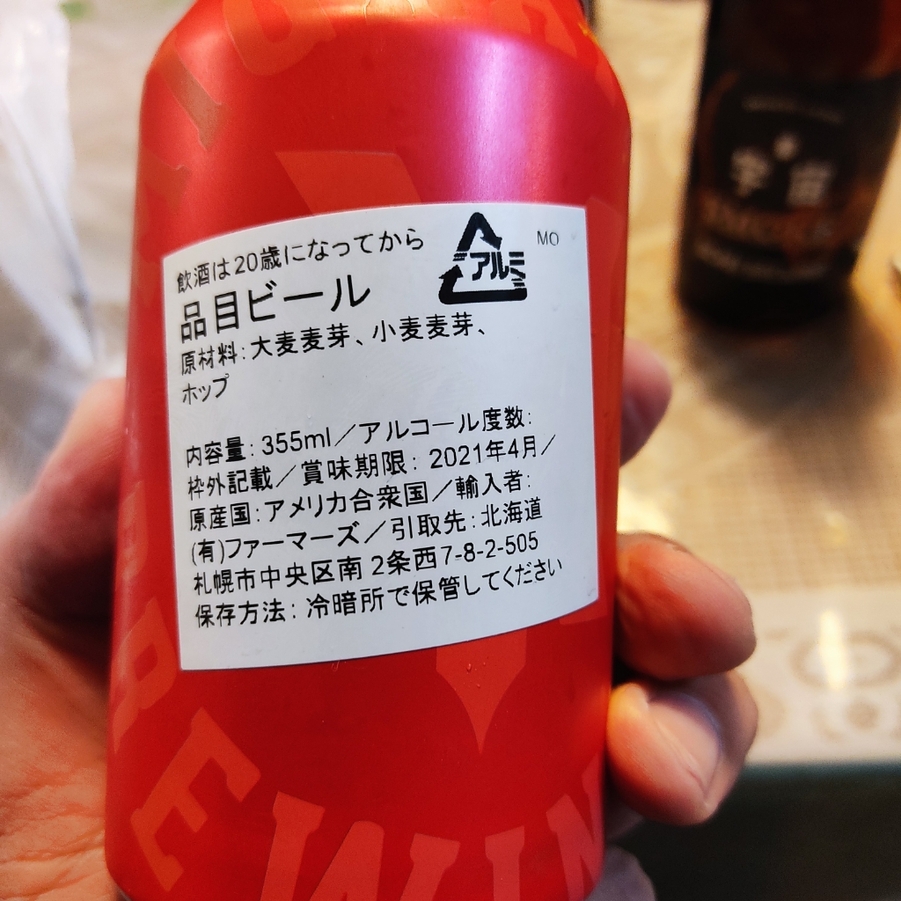 飲酒は20歳になってから
アルミ
MO
品目ビール
原材料:大麦麦芽、小麦麦芽、
ホップ
内容量:355ml/アルコール度数:
枠外記載/賞味期限:2021年4月/
原産国:アメリカ合衆国/輸入者:
(有)ファーマーズ/引取先:北海道
札幌市中央区南2条西7-8-2-505
保存方法:冷暗所で保管してください
宇宙